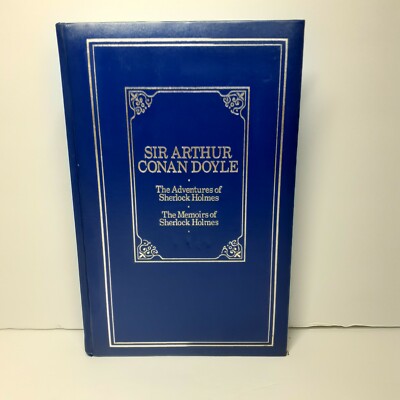 SIR ARTHUR
CONAN DOYLE
The Adventures of
Sherlock Holmes
The Memoirs of
Sherlock Holmes